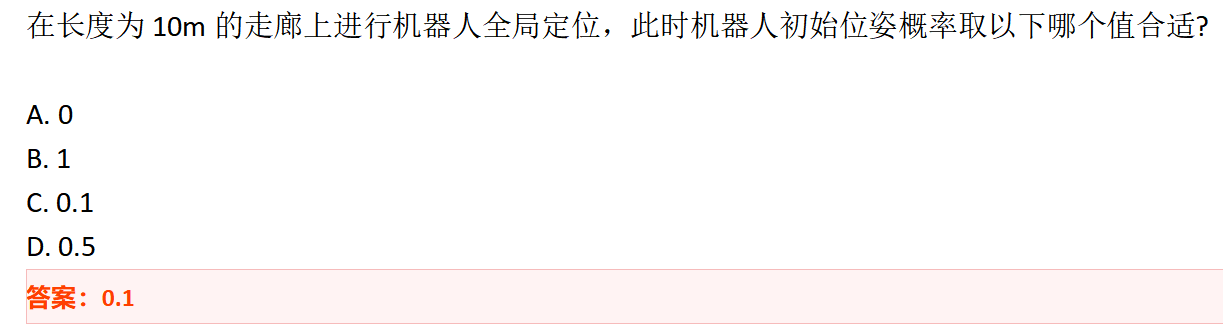 在长度为 10m 的走廊上进行机器人全局定位，此时机器人初始位姿概率取以下哪个值合适?
A. 0
B. 1
C. 0.1
D. 0.5
答案：0.1